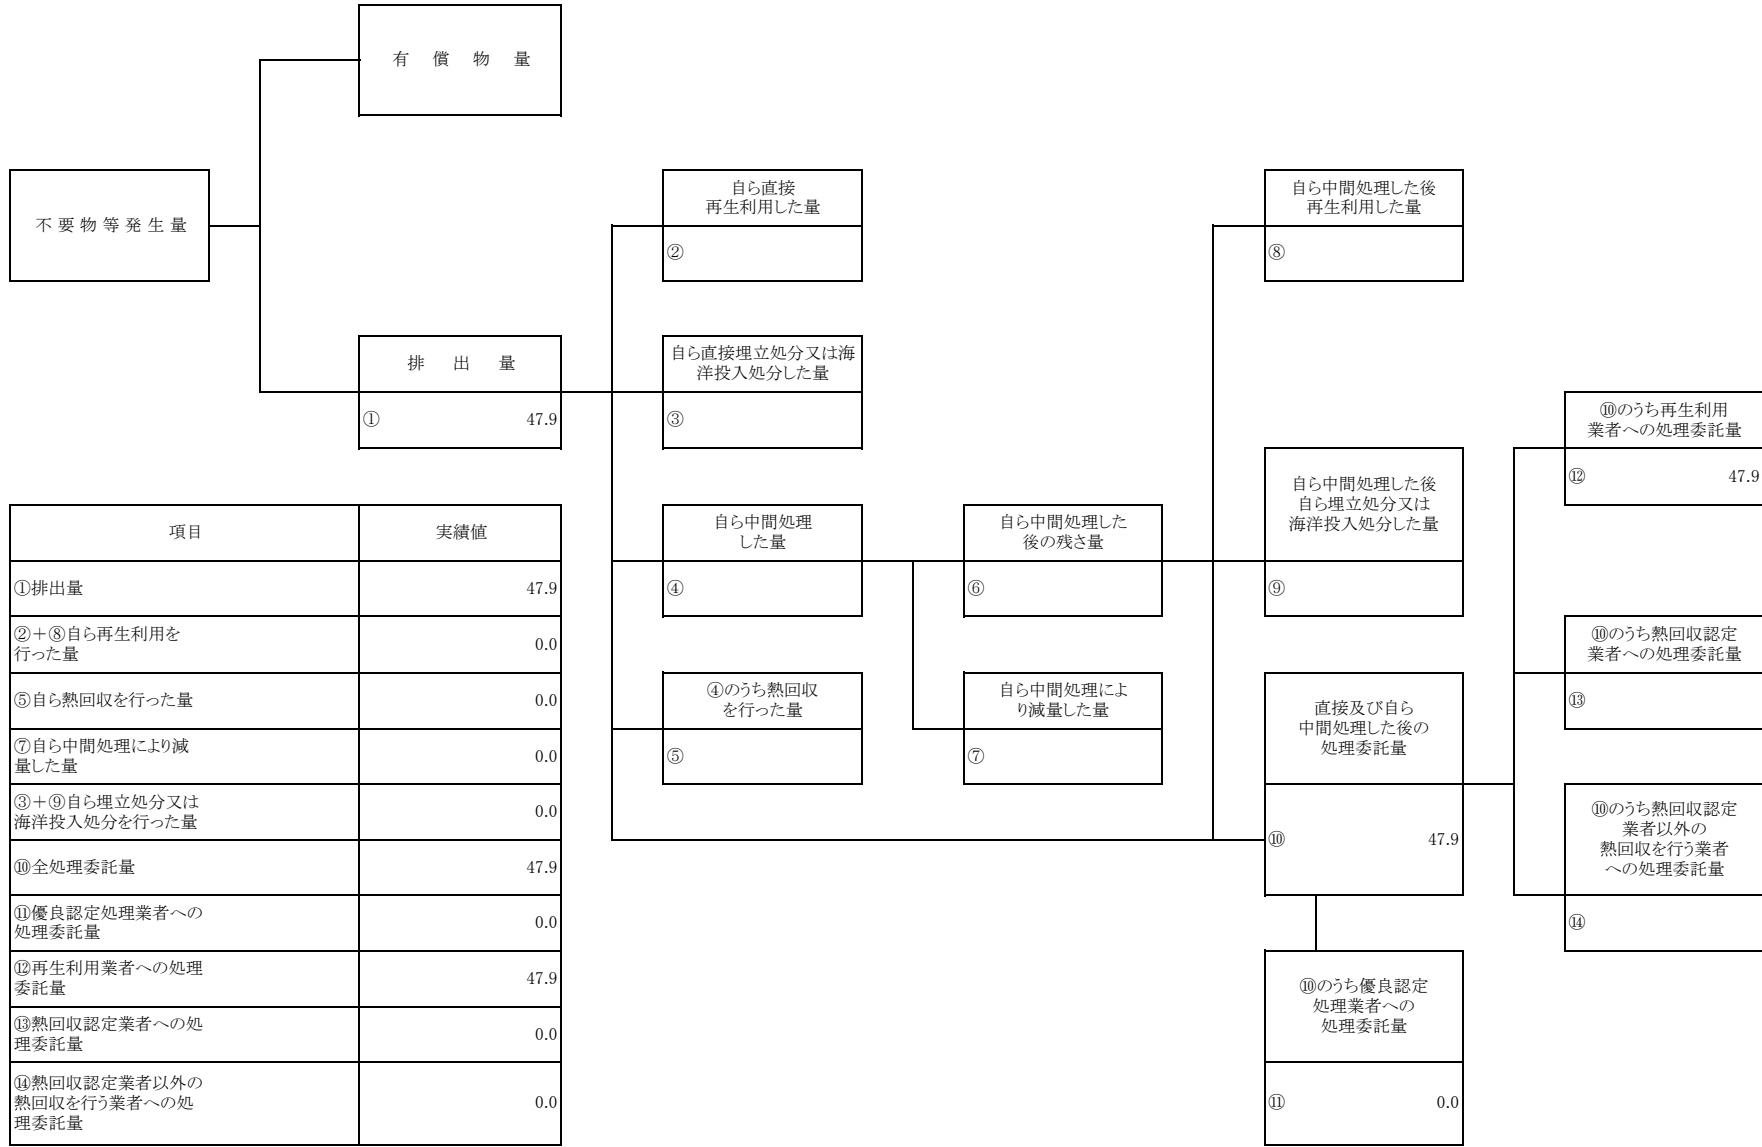 有　償　物　量
不 要 物 等 発 生 量
自ら直接
再生利用した量
②
自ら中間処理した後
再生利用した量
⑧
排　出　量
① 47.9
自ら直接埋立処分又は海
洋投入処分した量
③
⑩のうち再生利用
業者への処理委託量
⑫ 47.9
自ら中間処理
した量
④
自ら中間処理した
後の残さ量
⑥
自ら中間処理した後
自ら埋立処分又は
海洋投入処分した量
⑨
⑩のうち熱回収認定
業者への処理委託量
⑬
④のうち熱回収
を行った量
⑤
自ら中間処理によ
り減量した量
⑦
直接及び自ら
中間処理した後の
処理委託量
⑩ 47.9
⑩のうち熱回収認定
業者以外の
熱回収を行う業者
への処理委託量
⑭
⑩のうち優良認定
処理業者への
処理委託量
⑪ 0.0
項目 実績値
①排出量 47.9
②＋⑧自ら再生利用を
行った量 0.0
⑤自ら熱回収を行った量 0.0
⑦自ら中間処理により減
量した量 0.0
③＋⑨自ら埋立処分又は
海洋投入処分を行った量 0.0
⑩全処理委託量 47.9
⑪優良認定処理業者への
処理委託量 0.0
⑫再生利用業者への処理
委託量 47.9
⑬熱回収認定業者への処
理委託量 0.0
⑭熱回収認定業者以外の
熱回収を行う業者への処
理委託量 0.0